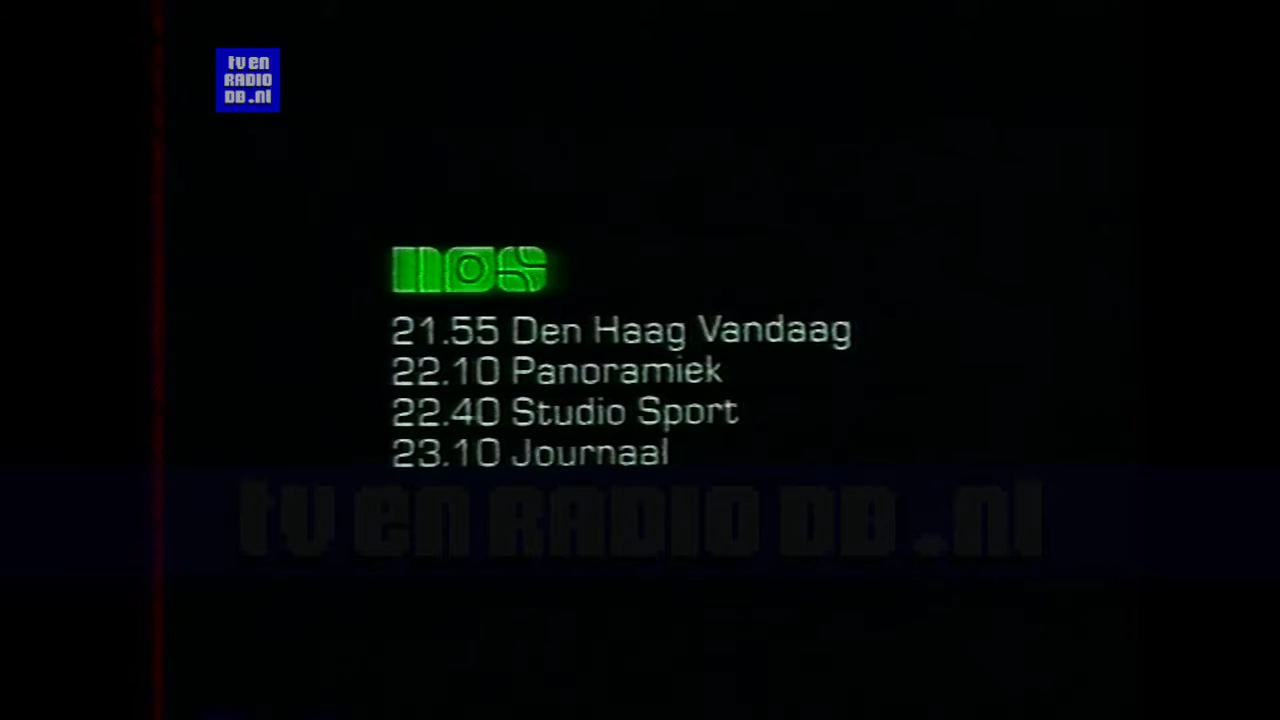 tv en
RADIO
DB.nl
nos
21.55 Den Haag Vandaag
22.10 Panoramiek
22.40 Studio Sport
23.10 Journaal
tv en RADIO DB.nl